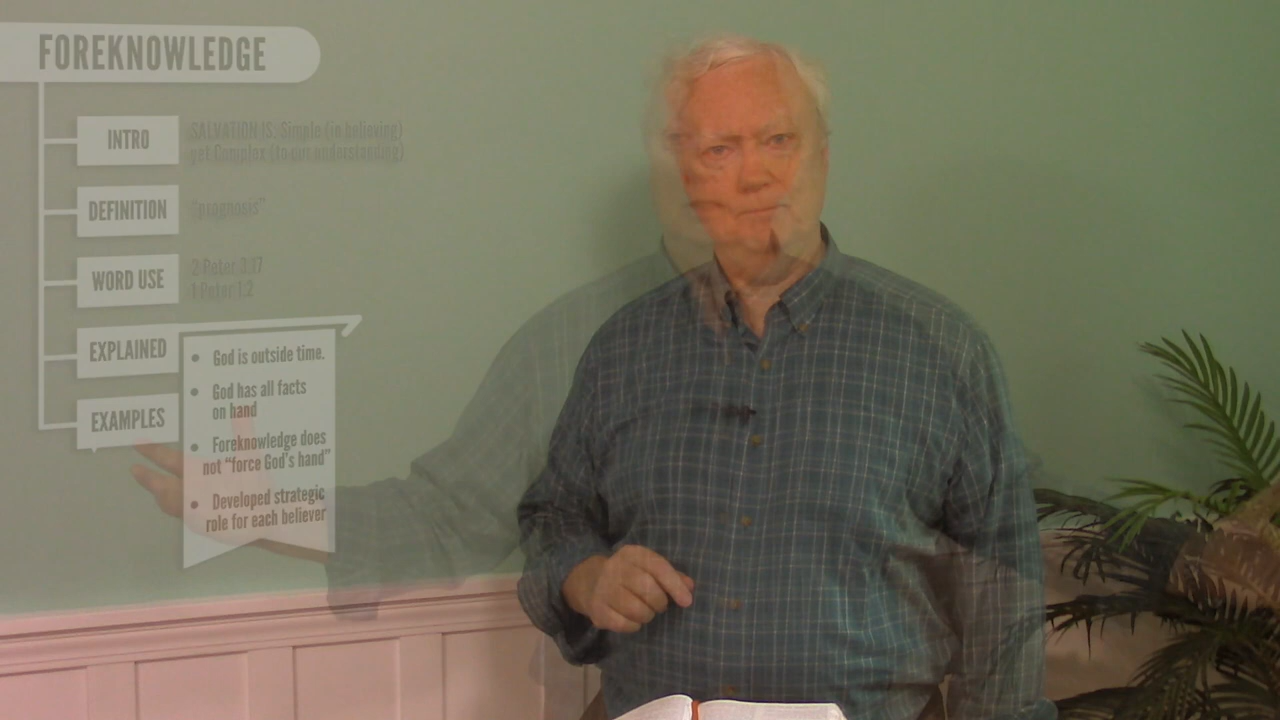 FOREKNOWLEDGE
INTRO
SALVATION IS: Simple (in believing)
yet Complex (to our understanding)
DEFINITION
"prognosis"
WORD USE
2 Peter 3:17
1 Peter 1:2
EXPLAINED
• God is outside time.
• God has all facts
on hand
• Foreknowledge does
not "force God's hand"
• Developed strategic
role for each believer
EXAMPLES